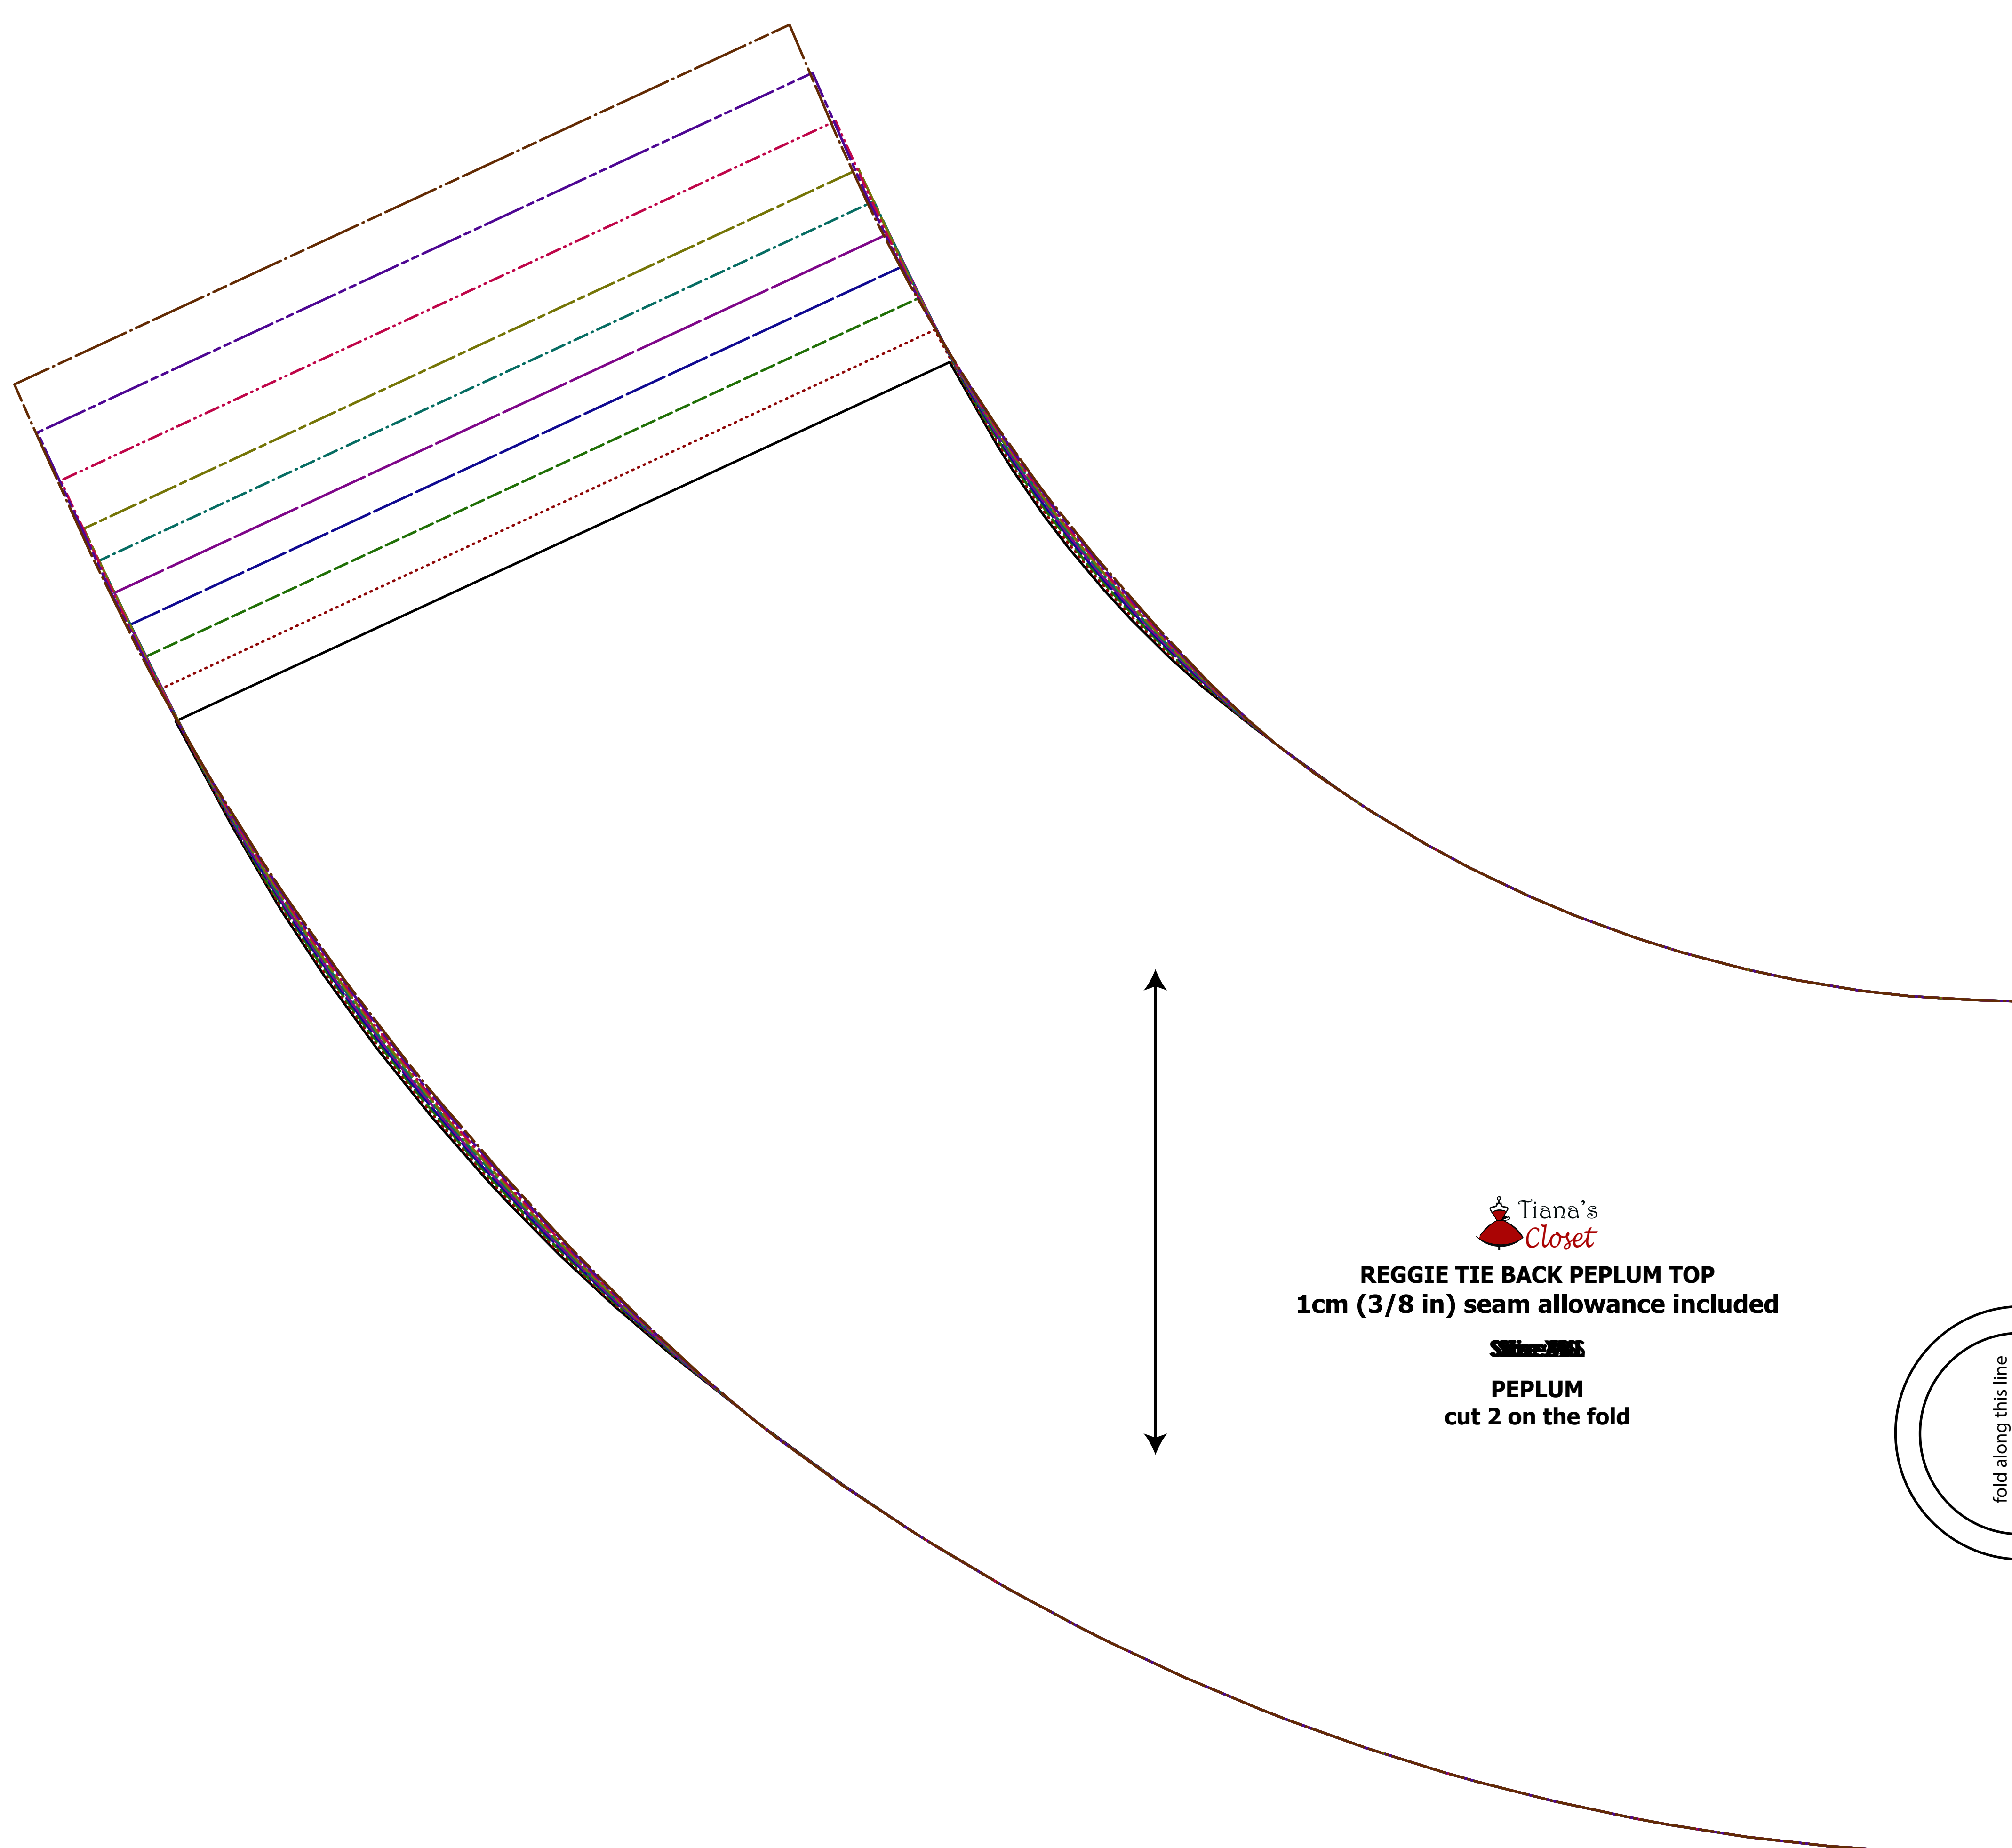 Tiana's
Closet
REGGIE TIE BACK PEPLUM TOP
1cm (3/8 in) seam allowance included
PEPLUM
cut 2 on the fold
fold along this line